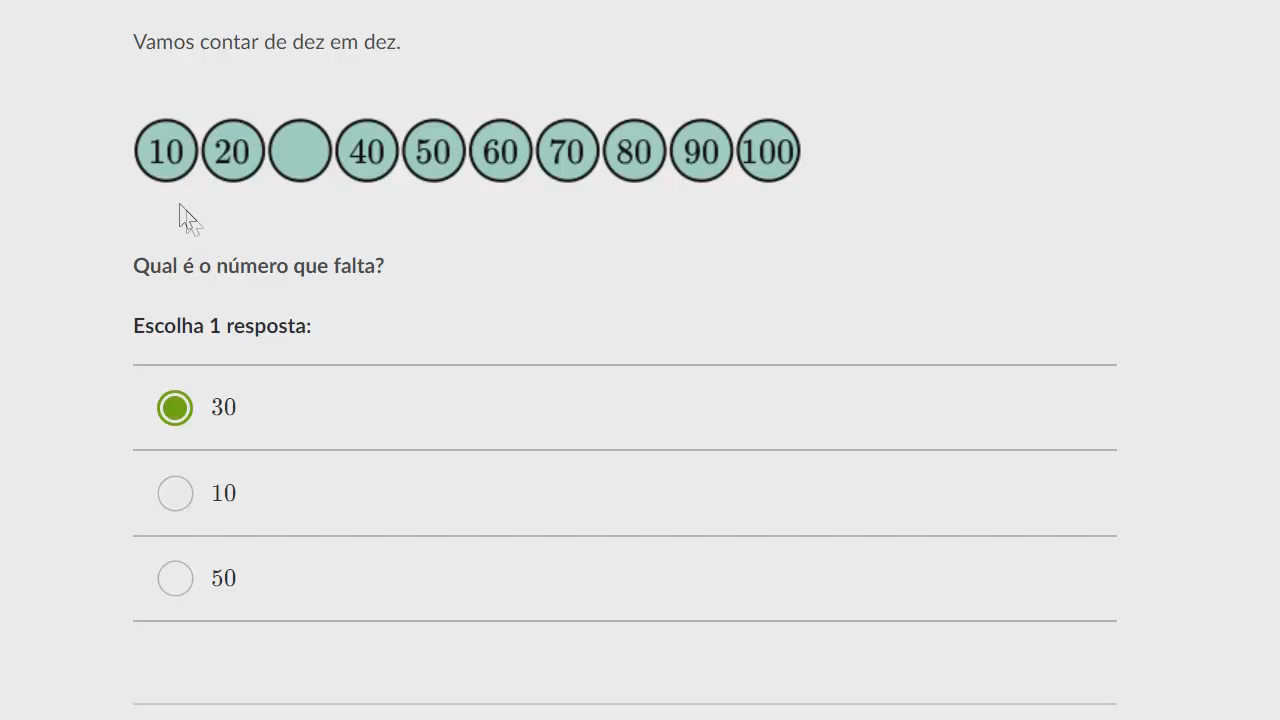 Vamos contar de dez em dez.
10 20 40 50 60 70 80 90 100
Qual é o número que falta?
Escolha 1 resposta:
30
10
50